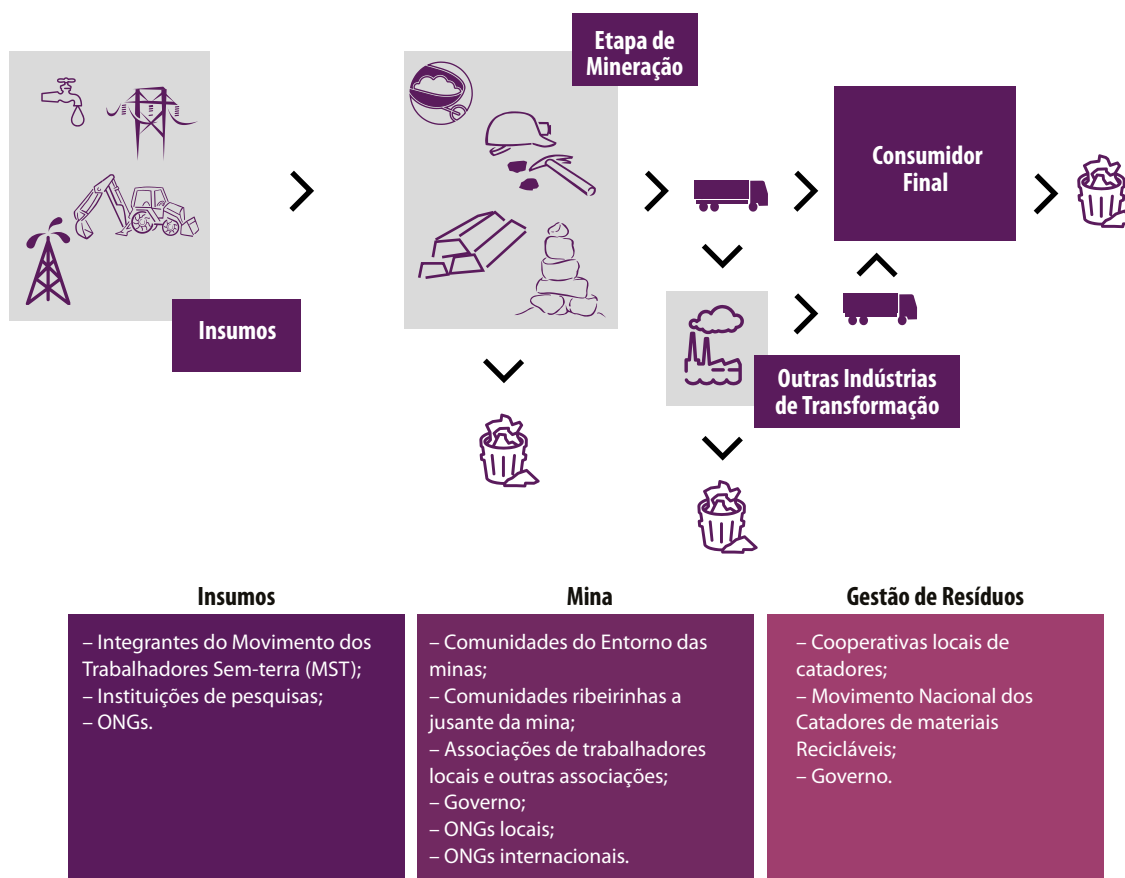 Etapa de
Mineração
Consumidor
Final
Insumos
Outras Indústrias
de Transformação
Insumos
– Integrantes do Movimento dos
Trabalhadores Sem-terra (MST);
– Instituições de pesquisas;
– ONGs.
Mina
– Comunidades do Entorno das
minas;
– Comunidades ribeirinhas a
jusante da mina;
– Associações de trabalhadores
locais e outras associações;
– Governo;
– ONGs locais;
– ONGs internacionais.
Gestão de Resíduos
– Cooperativas locais de
catadores;
– Movimento Nacional dos
Catadores de materiais
Recicláveis;
– Governo.